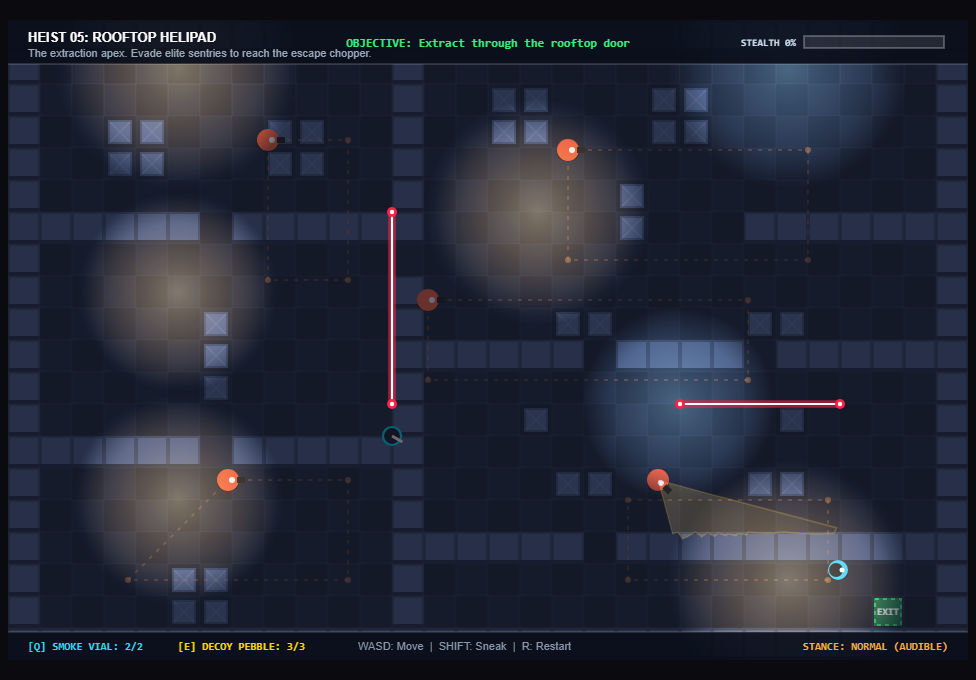 HEIST 05: ROOFTOP HELIPAD
The extraction apex. Evade elite sentries to reach the escape chopper.
OBJECTIVE: Extract through the rooftop door
STEALTH 0%
EXIT
[Q] SMOKE VIAL: 2/2
[E] DECOY PEBBLE: 3/3
WASD: Move | SHIFT: Sneak | R: Restart
STANCE: NORMAL (AUDIBLE)